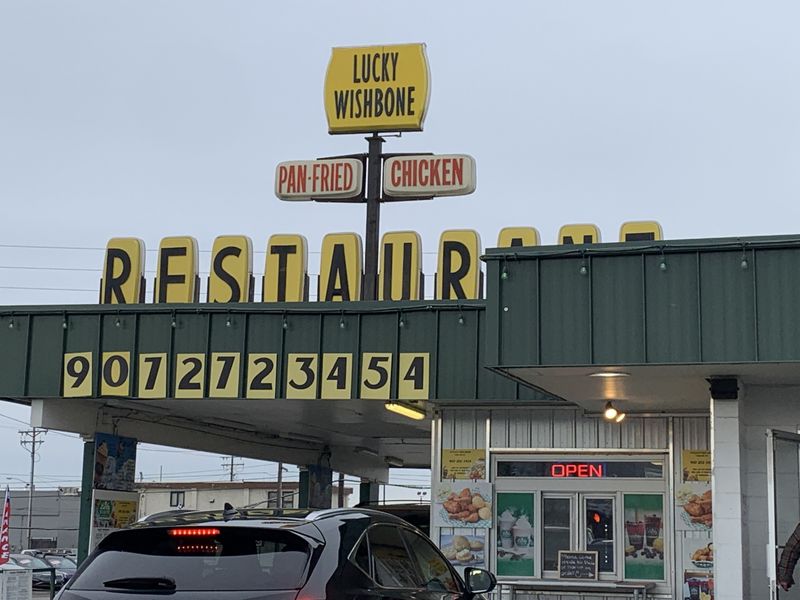 LUCKY
WISHBONE
PAN-FRIED CHICKEN
RESTAURANT
9072723454
OPEN